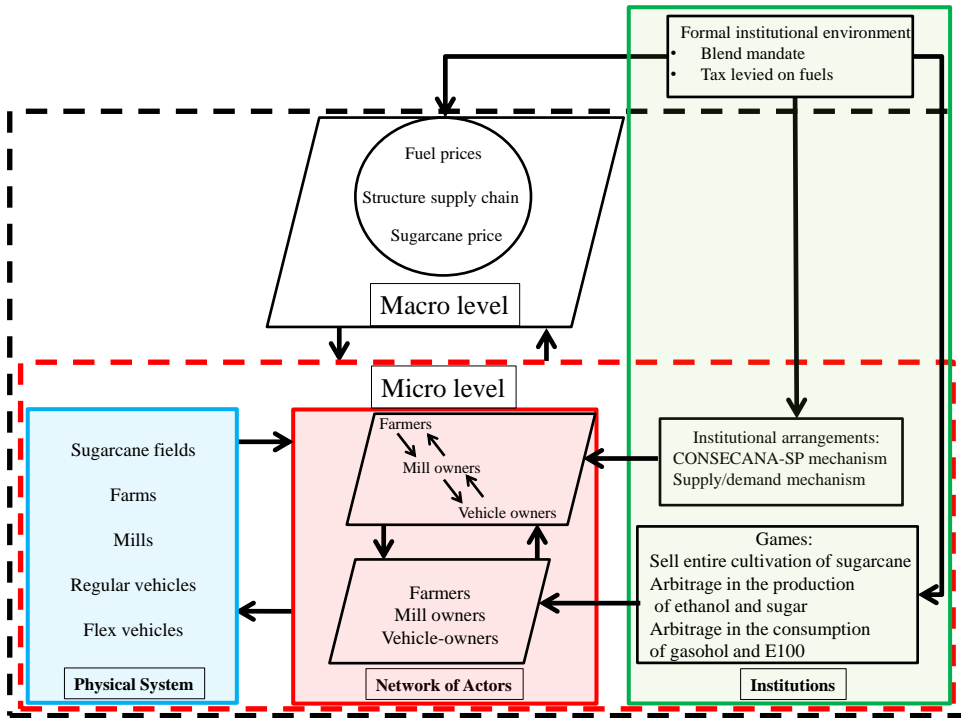 Formal institutional environment
• Blend mandate
• Tax levied on fuels
Fuel prices
Structure supply chain
Sugarcane price
Macro level
Micro level
Sugarcane fields
Farms
Mills
Regular vehicles
Flex vehicles
Physical System
Farmers
Mill owners
Vehicle owners
Farmers
Mill owners
Vehicle-owners
Network of Actors
Institutional arrangements:
CONSECANA-SP mechanism
Supply/demand mechanism
Games:
Sell entire cultivation of sugarcane
Arbitrage in the production
of ethanol and sugar
Arbitrage in the consumption
of gasohol and E100
Institutions